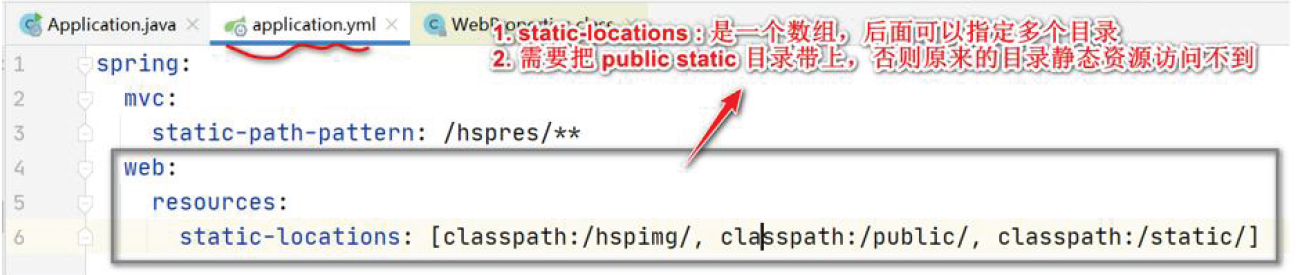 Application.java
application.yml
1. static-locations : 是一个数组，后面可以指定多个目录
2. 需要把 public static 目录带上，否则原来的目录静态资源访问不到
1 spring:
2 mvc:
3 static-path-pattern: /hspres/**
4 web:
5 resources:
6 static-locations: [classpath:/hspimg/, classpath:/public/, classpath:/static/]